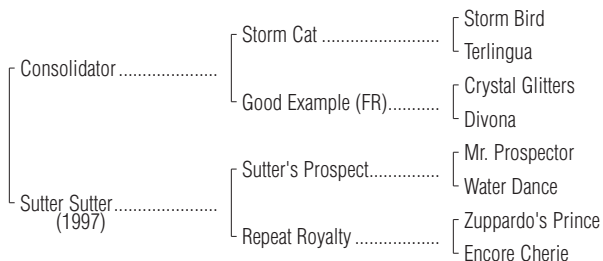 Storm Bird
Storm Cat ........................
Terlingua
Consolidator ....................
Crystal Glitters
Good Example (FR)...........
Divona
Mr. Prospector
Sutter's Prospect...............
Water Dance
Sutter Sutter.....................
(1997)
Zuppardo's Prince
Repeat Royalty .................
Encore Cherie